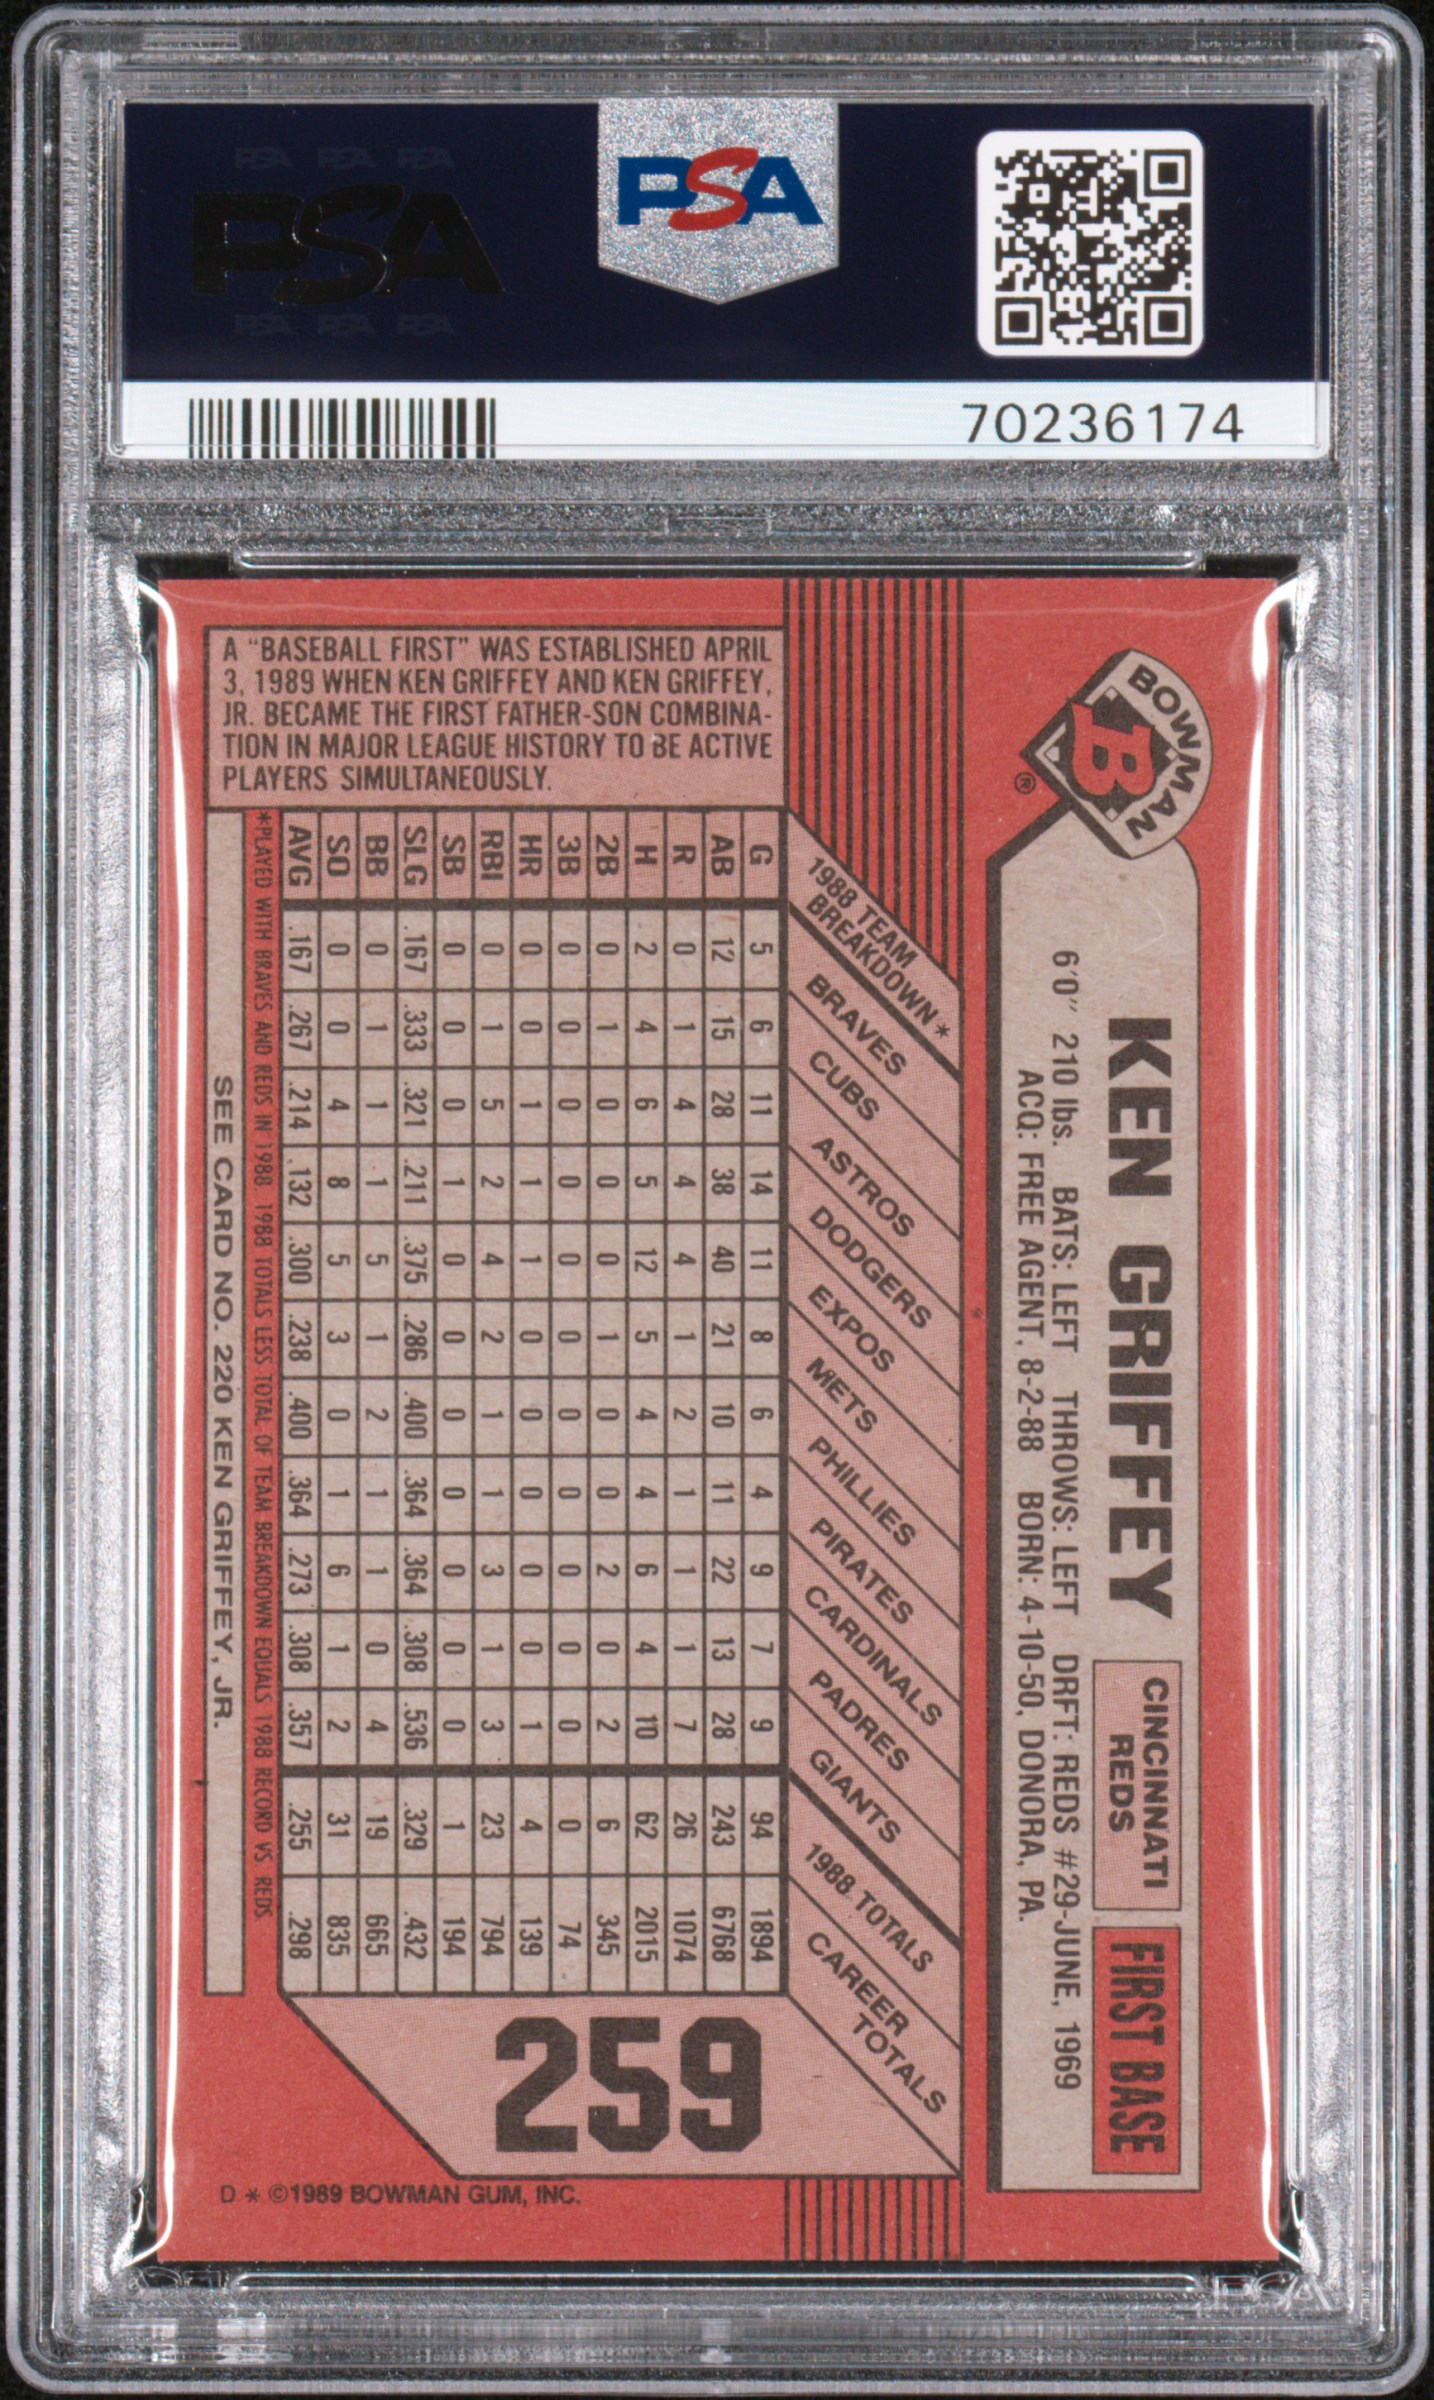 PSA PSA PSA
PSA
PSA PSA PSA
PSA
70236174
BOWMAN
B
®
KEN GRIFFEY
CINCINNATI
REDS
FIRST BASE
6'0" 210 lbs. BATS: LEFT THROWS: LEFT DRFT: REDS #29-JUNE, 1969
ACQ: FREE AGENT, 8-2-88 BORN: 4-10-50, DONORA, PA.
1988 TEAM
BREAKDOWN* BRAVES CUBS ASTROS DODGERS EXPOS METS PHILLIES PIRATES CARDINALS PADRES GIANTS 1988 TOTALS CAREER
TOTALS
G 5 6 11 14 11 8 6 4 9 7 9 94 1894
AB 12 15 28 38 40 21 10 11 22 13 28 243 6768
R 0 1 4 4 4 1 2 1 1 1 7 26 1074
H 2 4 6 5 12 5 4 4 6 4 10 62 2015
2B 0 1 0 0 0 1 0 0 2 0 2 6 345
3B 0 0 0 0 0 0 0 0 0 0 0 0 74
HR 0 0 1 1 1 0 0 0 0 0 1 4 139
RBI 0 1 5 2 4 2 1 1 3 1 3 23 794
SB 0 0 0 1 0 0 0 0 0 0 0 1 194
SLG .167 .333 .321 .211 .375 .286 .400 .364 .364 .308 .536 .329 .432
BB 0 1 1 1 5 1 2 1 1 0 4 19 665
SO 0 0 4 8 5 3 0 1 6 1 2 31 835
AVG .167 .267 .214 .132 .300 .238 .400 .364 .273 .308 .357 .255 .298
*PLAYED WITH BRAVES AND REDS IN 1988. 1988 TOTALS LESS TOTAL OF TEAM BREAKDOWN EQUALS 1988 RECORD VS REDS
SEE CARD NO. 220 KEN GRIFFEY, JR.
A "BASEBALL FIRST" WAS ESTABLISHED APRIL
3, 1989 WHEN KEN GRIFFEY AND KEN GRIFFEY,
JR. BECAME THE FIRST FATHER-SON COMBINA-
TION IN MAJOR LEAGUE HISTORY TO BE ACTIVE
PLAYERS SIMULTANEOUSLY.
259
D * ©1989 BOWMAN GUM, INC.
PSA